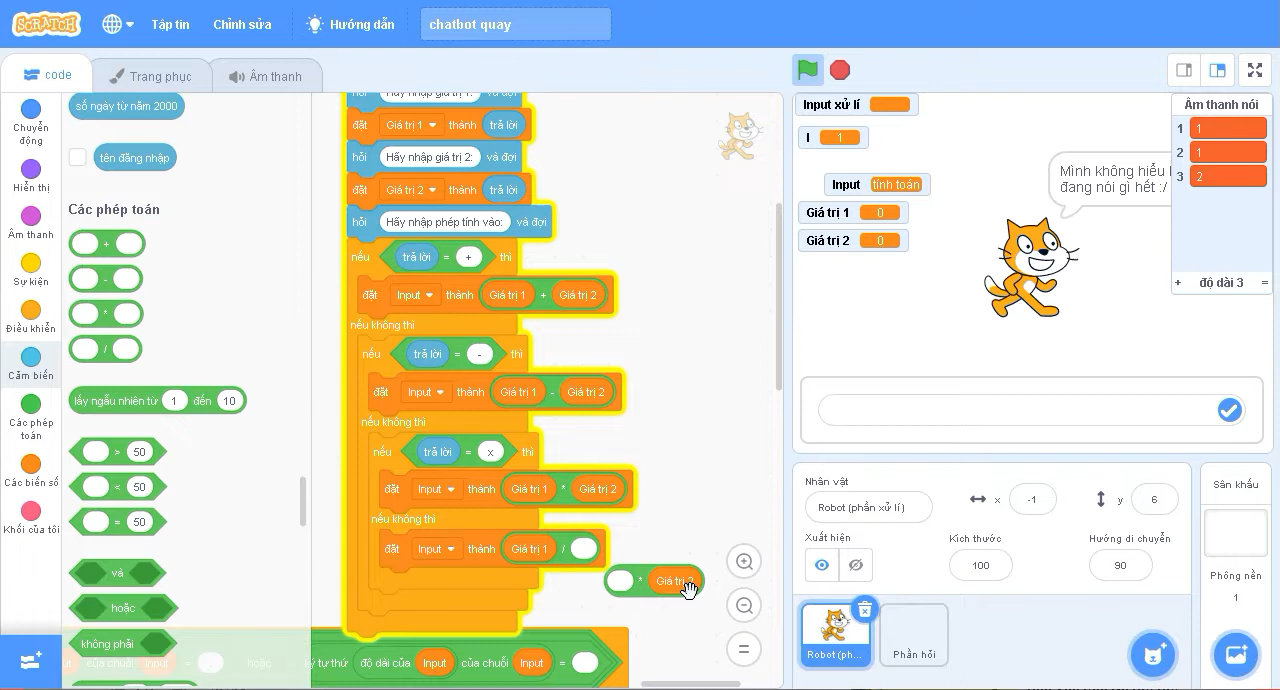 SCRATCH
Tập tin
Chỉnh sửa
Hướng dẫn
chatbot quay
code
Trang phục
Âm thanh
Chuyển động
Hiển thị
Âm thanh
Sự kiện
Điều khiển
Cảm biến
Các phép toán
Các biến số
Khối của tôi
số ngày từ năm 2000
tên đăng nhập
Các phép toán
+
-
*
/
lấy ngẫu nhiên từ 1 đến 10
> 50
< 50
= 50
và
hoặc
không phải
đặt Giá trị 1 thành trả lời
hỏi Hãy nhập giá trị 2: và đợi
đặt Giá trị 2 thành trả lời
hỏi Hãy nhập phép tính vào: và đợi
nếu trả lời = + thì
đặt Input thành Giá trị 1 + Giá trị 2
nếu không thì
nếu trả lời = - thì
đặt Input thành Giá trị 1 - Giá trị 2
nếu không thì
nếu trả lời = x thì
đặt Input thành Giá trị 1 * Giá trị 2
nếu không thì
đặt Input thành Giá trị 1 /
* Giá trị 2
của chuỗi Input = hoặc ký tự thứ độ dài của Input của chuỗi Input =
Input xử lí
I 1
Input tính toán
Giá trị 1 0
Giá trị 2 0
Mình không hiểu
đang nói gì hết :/
Âm thanh nói
1 1
2 1
3 2
+ độ dài 3 =
Nhân vật
Robot (phần xử lí)
x -1
y 6
Xuất hiện
Kích thước
100
Hướng di chuyển
90
Robot (ph...
Phản hồi
Sân khấu
Phông nền
1